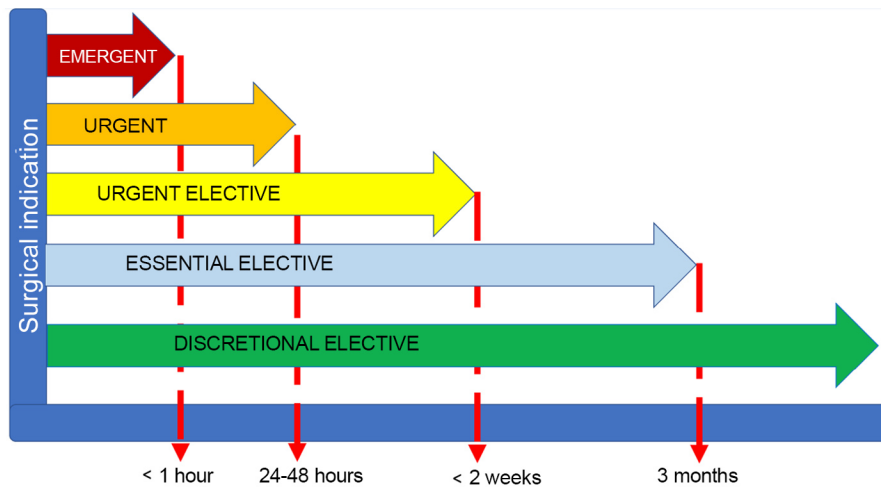 Surgical indication
EMERGENT
URGENT
URGENT ELECTIVE
ESSENTIAL ELECTIVE
DISCRETIONAL ELECTIVE
< 1 hour
24-48 hours
< 2 weeks
3 months